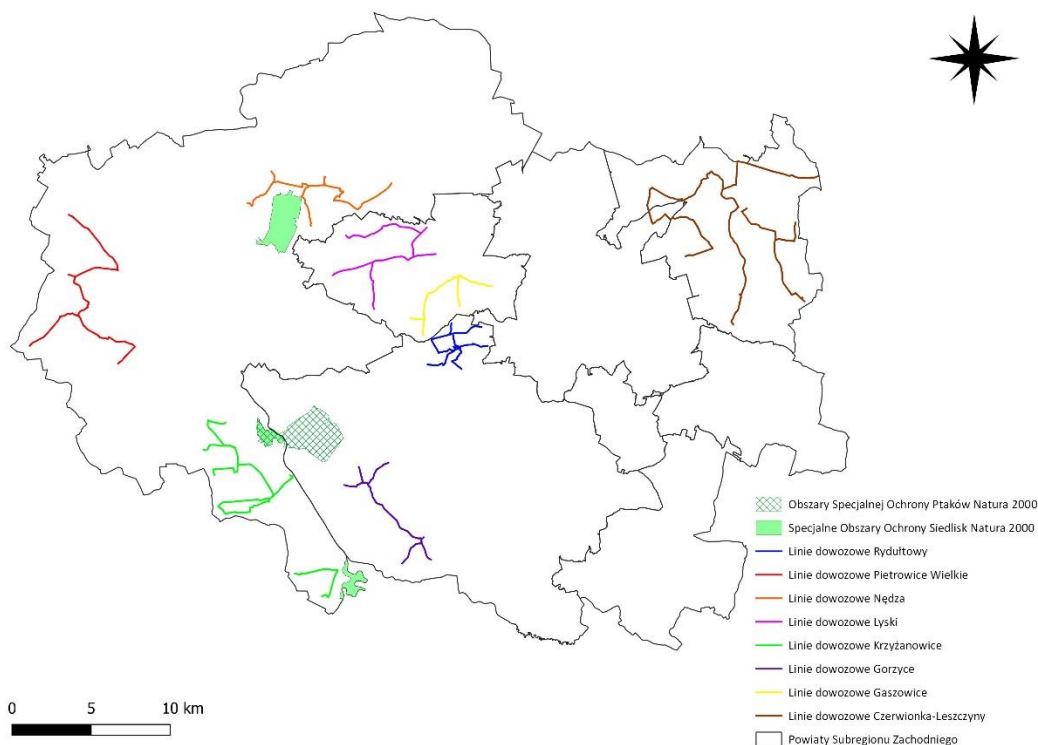 Obszary Specjalnej Ochrony Ptaków Natura 2000
Specjalne Obszary Ochrony Siedlisk Natura 2000
Linie dowozowe Rydułtowy
Linie dowozowe Pietrowice Wielkie
Linie dowozowe Nędza
Linie dowozowe Lyski
Linie dowozowe Krzyżanowice
Linie dowozowe Gorzyce
Linie dowozowe Gaszowice
Linie dowozowe Czerwionka-Leszczyny
Powiaty Subregionu Zachodniego
0 5 10 km